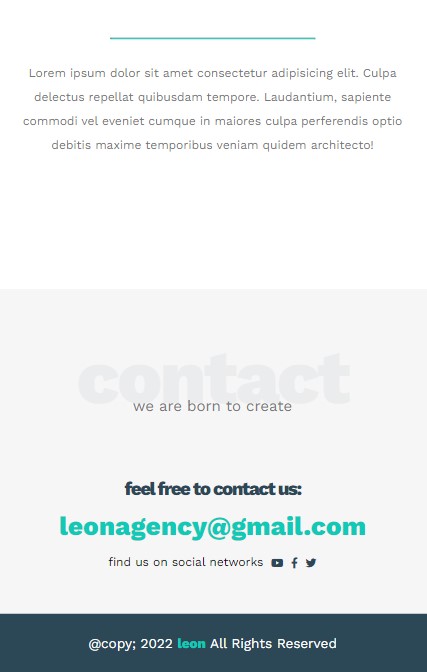 Lorem ipsum dolor sit amet consectetur adipisicing elit. Culpa
delectus repellat quibusdam tempore. Laudantium, sapiente
commodi vel eveniet cumque in maiores culpa perferendis optio
debitis maxime temporibus veniam quidem architecto!
contact
we are born to create
feel free to contact us:
leonagency@gmail.com
find us on social networks
@copy; 2022 leon All Rights Reserved